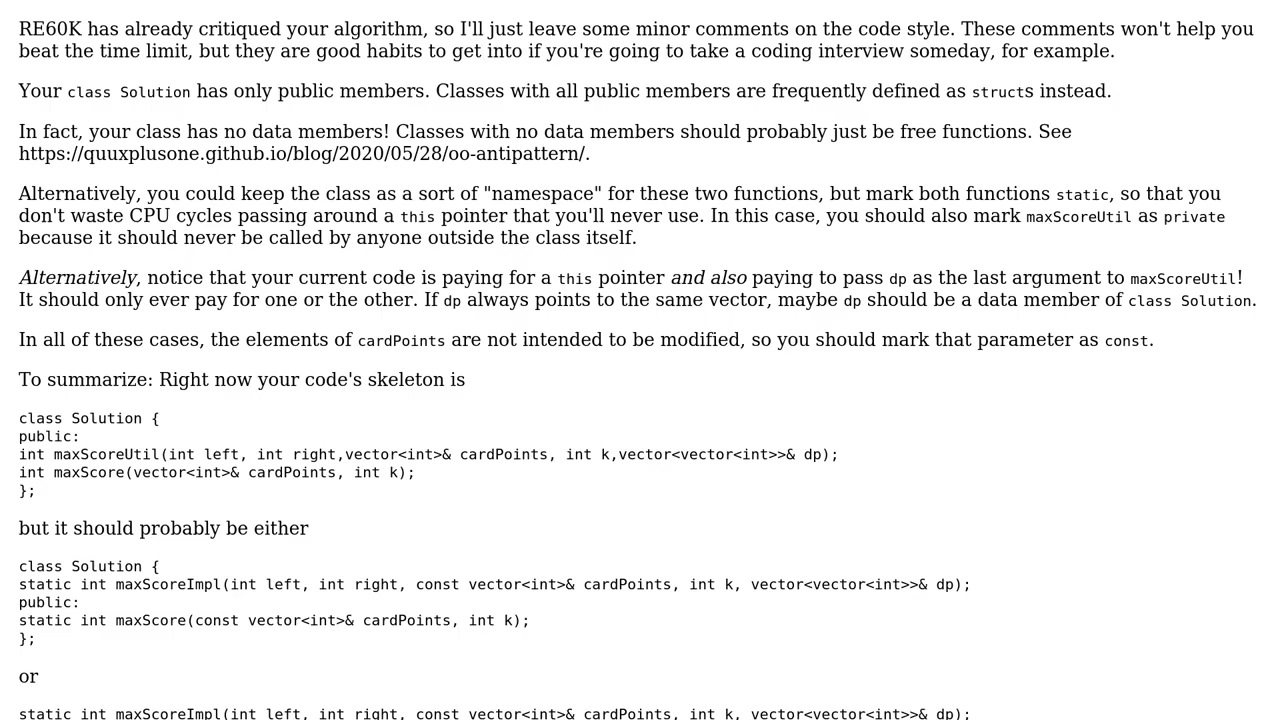 RE60K has already critiqued your algorithm, so I'll just leave some minor comments on the code style. These comments won't help you
beat the time limit, but they are good habits to get into if you're going to take a coding interview someday, for example.
Your class Solution has only public members. Classes with all public members are frequently defined as structs instead.
In fact, your class has no data members! Classes with no data members should probably just be free functions. See
https://quuxplusone.github.io/blog/2020/05/28/oo-antipattern/.
Alternatively, you could keep the class as a sort of "namespace" for these two functions, but mark both functions static, so that you
don't waste CPU cycles passing around a this pointer that you'll never use. In this case, you should also mark maxScoreUtil as private
because it should never be called by anyone outside the class itself.
Alternatively, notice that your current code is paying for a this pointer and also paying to pass dp as the last argument to maxScoreUtil!
It should only ever pay for one or the other. If dp always points to the same vector, maybe dp should be a data member of class Solution.
In all of these cases, the elements of cardPoints are not intended to be modified, so you should mark that parameter as const.
To summarize: Right now your code's skeleton is
class Solution {
public:
int maxScoreUtil(int left, int right,vector<int>& cardPoints, int k,vector<vector<int>>& dp);
int maxScore(vector<int>& cardPoints, int k);
};
but it should probably be either
class Solution {
static int maxScoreImpl(int left, int right, const vector<int>& cardPoints, int k, vector<vector<int>>& dp);
public:
static int maxScore(const vector<int>& cardPoints, int k);
};
or
static int maxScoreImpl(int left, int right, const vector<int>& cardPoints, int k, vector<vector<int>>& dp);